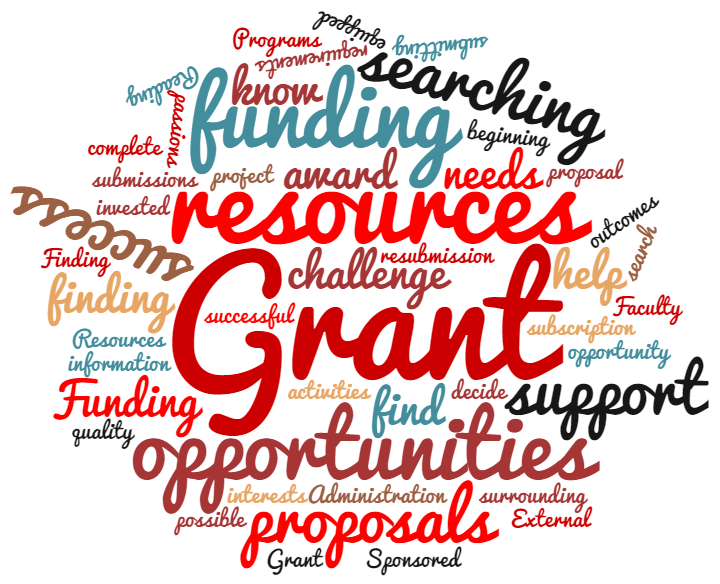 equipped
Programs
requirements
submitting
searching
Reading
know
passions
funding
beginning
complete
submissions
project
award
needs
proposal
invested
resources
success
outcomes
search
Finding
challenge
resubmission
help
finding
Grant
successful
Faculty
subscription
Resources
opportunity
information
activities
decide
Funding
find
support
quality
opportunities
interests
Administration
surrounding
possible
proposals
External
Grant
Sponsored